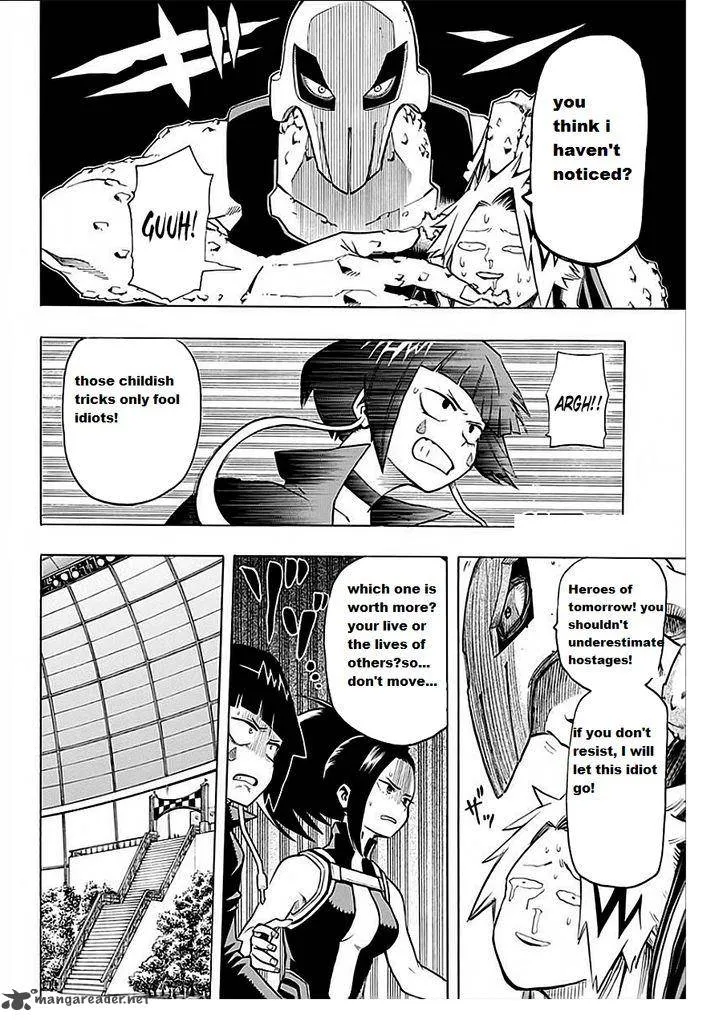 you
think i
haven't
noticed?
GUUH!
ARGH!!
those childish
tricks only fool
idiots!
Heroes of
tomorrow! you
shouldn't
underestimate
hostages!
if you don't
resist, I will
let this idiot
go!
which one is
worth more?
your live or
the lives of
others?so...
don't move...
mangareader.net